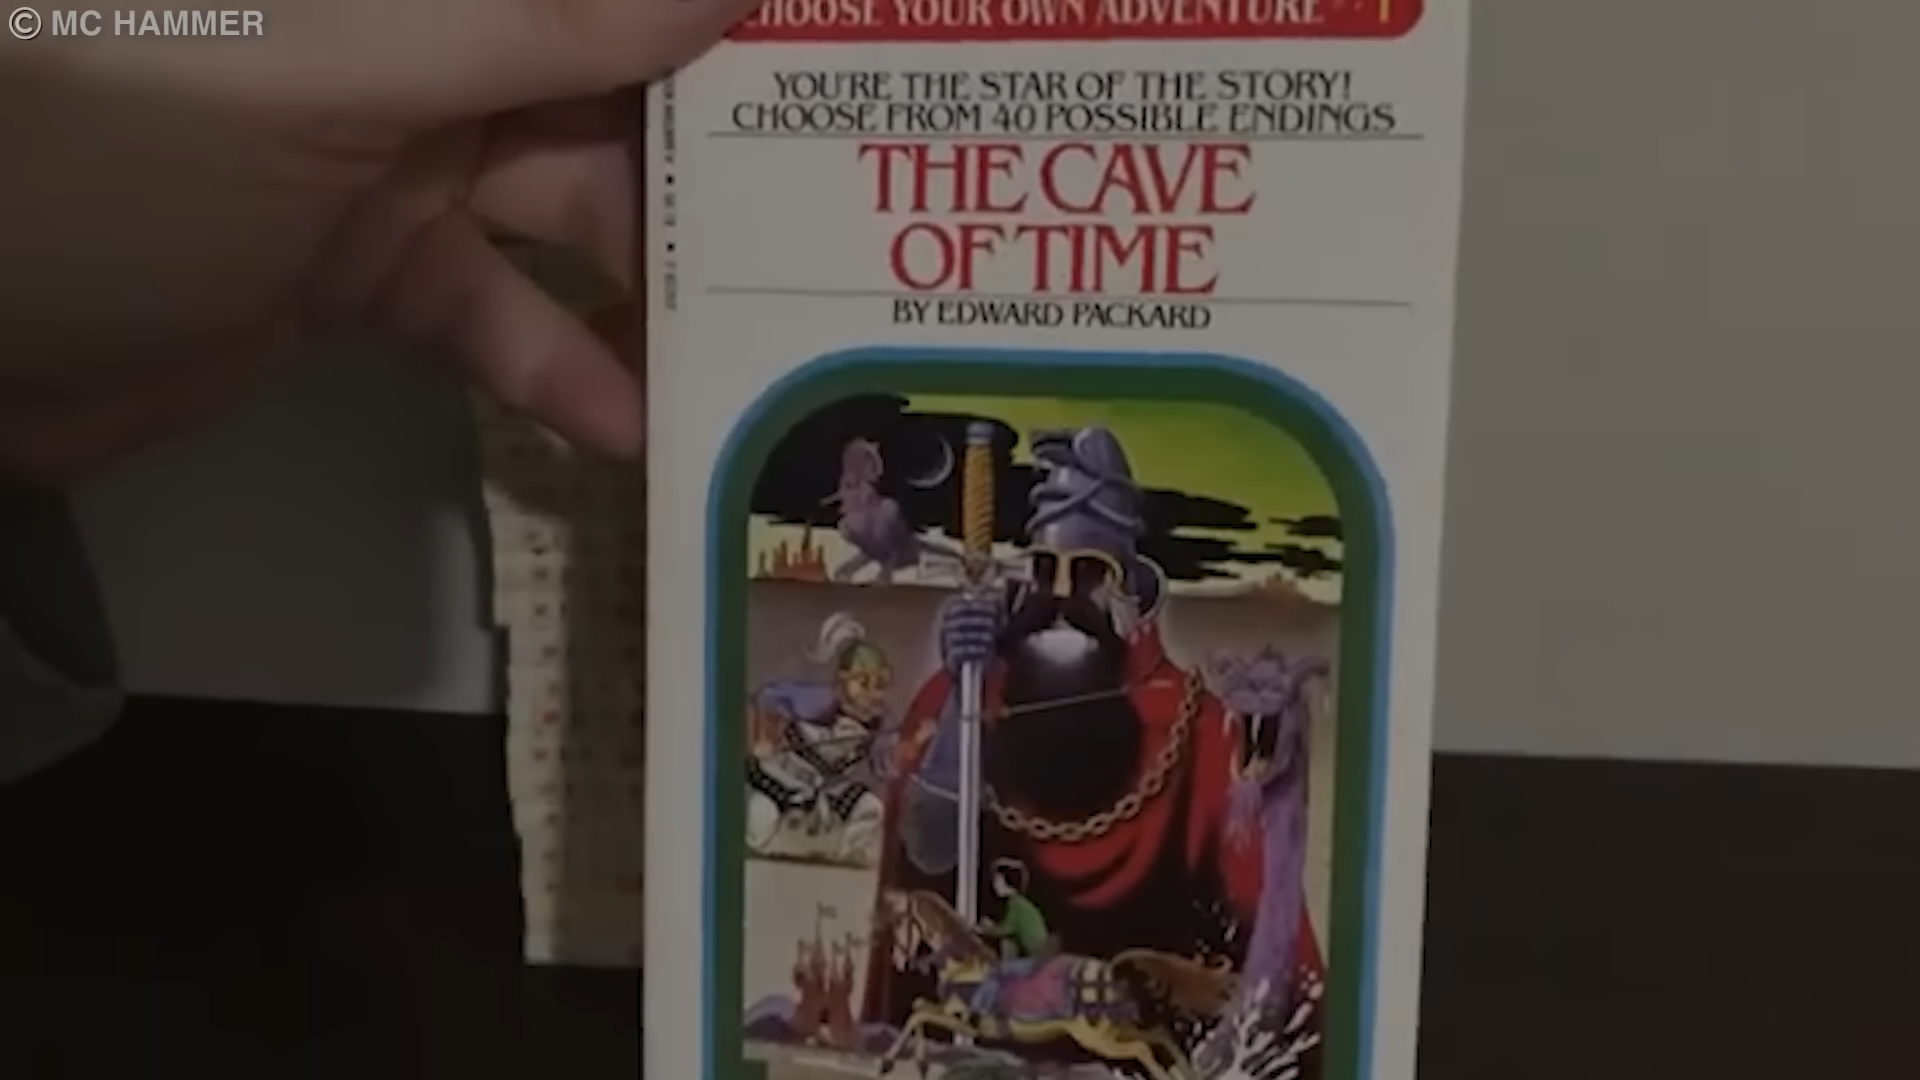 © MC HAMMER
CHOOSE YOUR OWN ADVENTURE 1
YOU'RE THE STAR OF THE STORY!
CHOOSE FROM 40 POSSIBLE ENDINGS
THE CAVE
OF TIME
BY EDWARD PACKARD